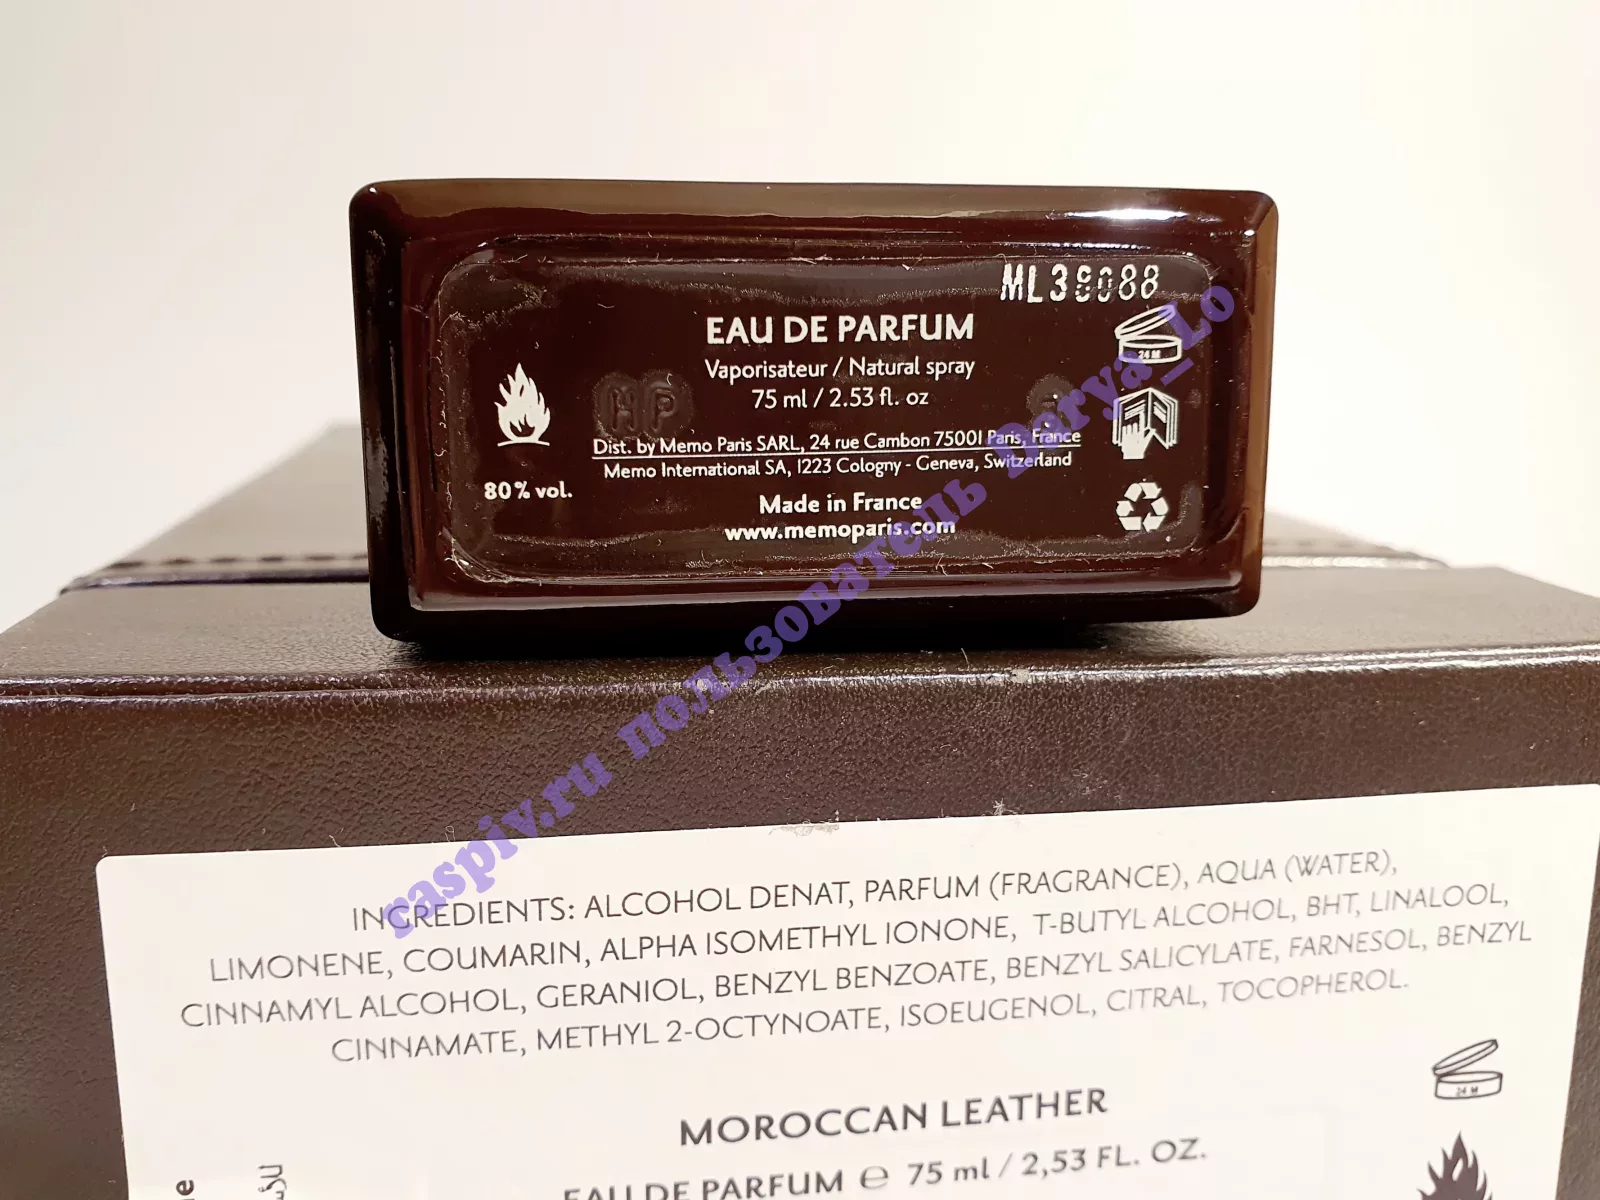 ML38088
EAU DE PARFUM
Vaporisateur / Natural spray
75 ml / 2.53 fl. oz
HP
Dist. by Memo Paris SARL, 24 rue Cambon 75001 Paris, France
Memo International SA, 1223 Cologny - Geneva, Switzerland
80% vol.
Made in France
www.memoparis.com
24 M
caspiv.ru пользователь Darya_Lo
INGREDIENTS: ALCOHOL DENAT, PARFUM (FRAGRANCE), AQUA (WATER),
LIMONENE, COUMARIN, ALPHA ISOMETHYL IONONE, T-BUTYL ALCOHOL, BHT, LINALOOL,
CINNAMYL ALCOHOL, GERANIOL, BENZYL BENZOATE, BENZYL SALICYLATE, FARNESOL, BENZYL
CINNAMATE, METHYL 2-OCTYNOATE, ISOEUGENOL, CITRAL, TOCOPHEROL.
24 M
MOROCCAN LEATHER
EAU DE PARFUM ℮ 75 ml / 2,53 FL. OZ.